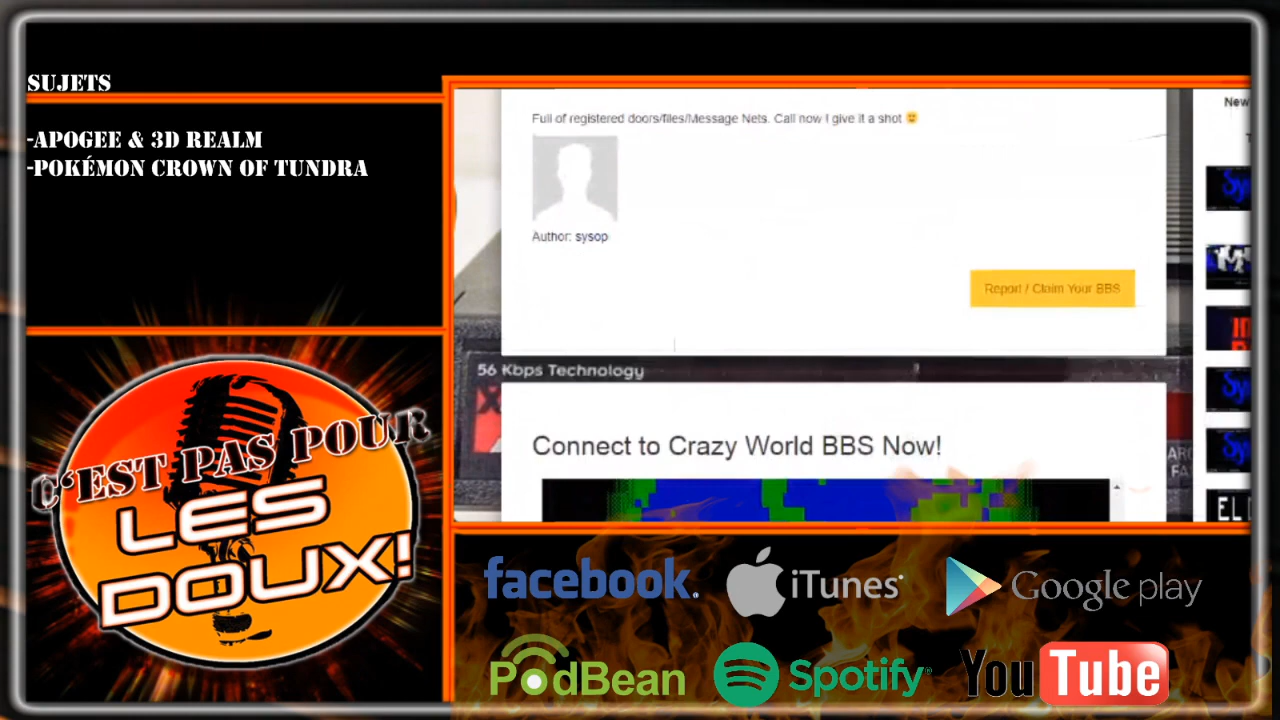 SUJETS
-APOGEE & 3D REALM
-POKÉMON CROWN OF TUNDRA
C'EST PAS POUR
LES
DOUX!
Full of registered doors/files/Message Nets. Call now I give it a shot
Author: sysop
Report / Claim Your BBS
56 Kbps Technology
Connect to Crazy World BBS Now!
New
facebook.
iTunes
Google play
PodBean
Spotify
YouTube